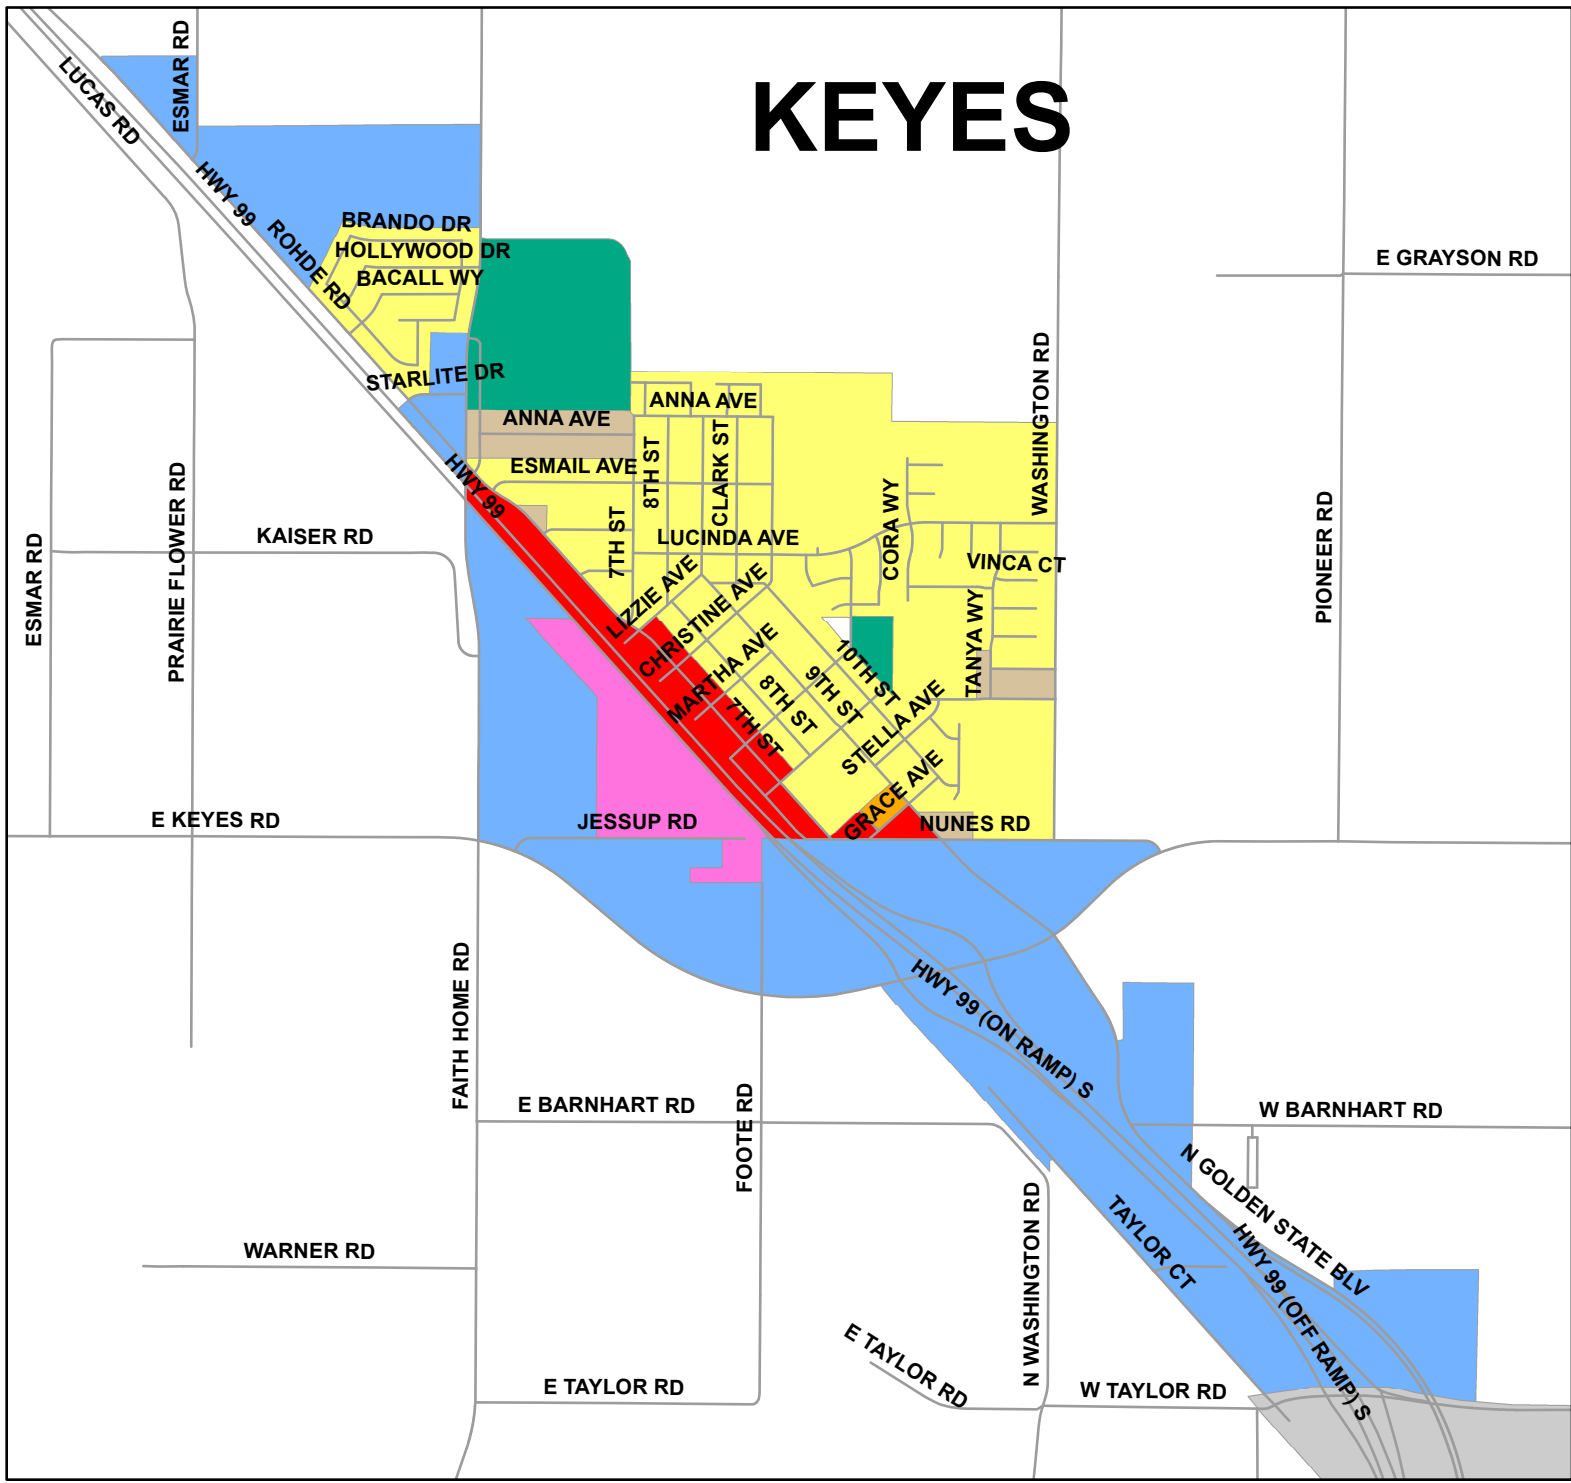 KEYES
ESMAR RD
LUCAS RD
HWY 99
ROHDE RD
BRANDO DR
HOLLYWOOD DR
BACALL WY
E GRAYSON RD
STARLITE DR
ANNA AVE
ANNA AVE
WASHINGTON RD
ESMAIL AVE
8TH ST
CLARK ST
HWY 99
PRAIRIE FLOWER RD
KAISER RD
ESMAR RD
7TH ST
LUCINDA AVE
CORA WY
VINCA CT
PIONEER RD
LIZZIE AVE
CHRISTINE AVE
MARTHA AVE
TANYA WY
10TH ST
9TH ST
8TH ST
7TH ST
STELLA AVE
GRACE AVE
E KEYES RD
JESSUP RD
NUNES RD
FAITH HOME RD
HWY 99 (ON RAMP) S
E BARNHART RD
FOOTE RD
W BARNHART RD
N GOLDEN STATE BLV
WARNER RD
N WASHINGTON RD
TAYLOR CT
HWY 99 (OFF RAMP) S
E TAYLOR RD
E TAYLOR RD
W TAYLOR RD